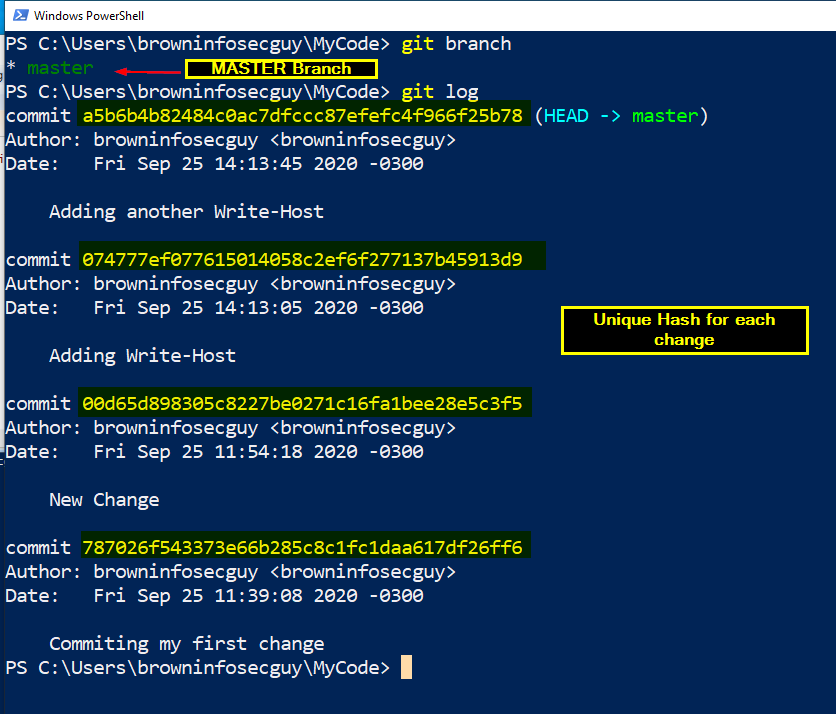 Windows PowerShell
PS C:\Users\browninfosecguy\MyCode> git branch
* master
MASTER Branch
PS C:\Users\browninfosecguy\MyCode> git log
commit a5b6b4b82484c0ac7dfccc87efefc4f966f25b78 (HEAD -> master)
Author: browninfosecguy <browninfosecguy>
Date:   Fri Sep 25 14:13:45 2020 -0300
Adding another Write-Host
commit 074777ef077615014058c2ef6f277137b45913d9
Author: browninfosecguy <browninfosecguy>
Date:   Fri Sep 25 14:13:05 2020 -0300
Unique Hash for each
change
Adding Write-Host
commit 00d65d898305c8227be0271c16fa1bee28e5c3f5
Author: browninfosecguy <browninfosecguy>
Date:   Fri Sep 25 11:54:18 2020 -0300
New Change
commit 787026f543373e66b285c8c1fc1daa617df26ff6
Author: browninfosecguy <browninfosecguy>
Date:   Fri Sep 25 11:39:08 2020 -0300
Commiting my first change
PS C:\Users\browninfosecguy\MyCode>